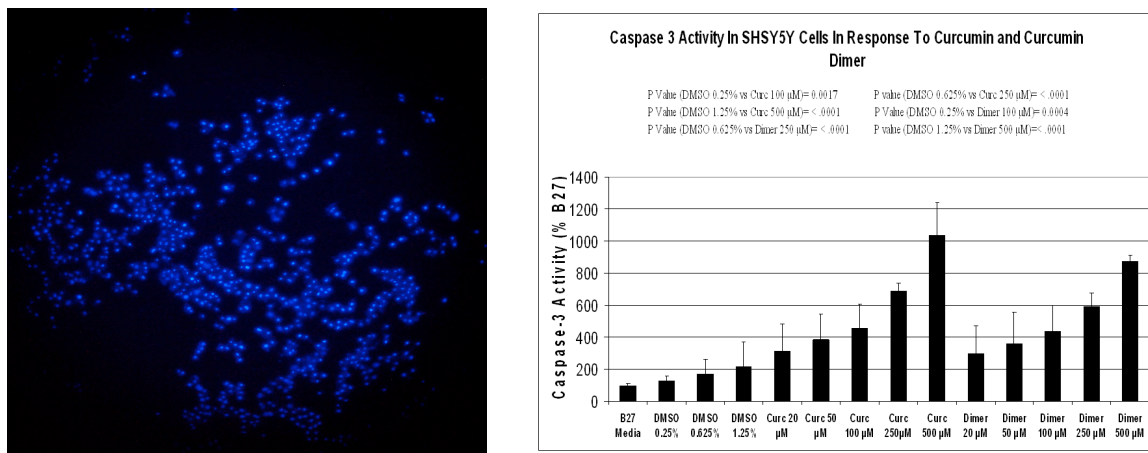 Caspase 3 Activity In SHSY5Y Cells In Response To Curcumin and Curcumin
Dimer
P Value (DMSO 0.25% vs Curc 100 µM)= 0.0017 P value (DMSO 0.625% vs Curc 250 µM)= < .0001
P Value (DMSO 1.25% vs Curc 500 µM)= < .0001 P Value (DMSO 0.25% vs Dimer 100 µM)= 0.0004
P Value (DMSO 0.625% vs Dimer 250 µM)= < .0001 P value (DMSO 1.25% vs Dimer 500 µM)=< .0001
Caspase-3 Activity (% B27)
1400
1200
1000
800
600
400
200
0
B27 Media
DMSO 0.25%
DMSO 0.625%
DMSO 1.25%
Curc 20 µM
Curc 50 µM
Curc 100 µM
Curc 250µM
Curc 500 µM
Dimer 20 µM
Dimer 50 µM
Dimer 100 µM
Dimer 250 µM
Dimer 500 µM